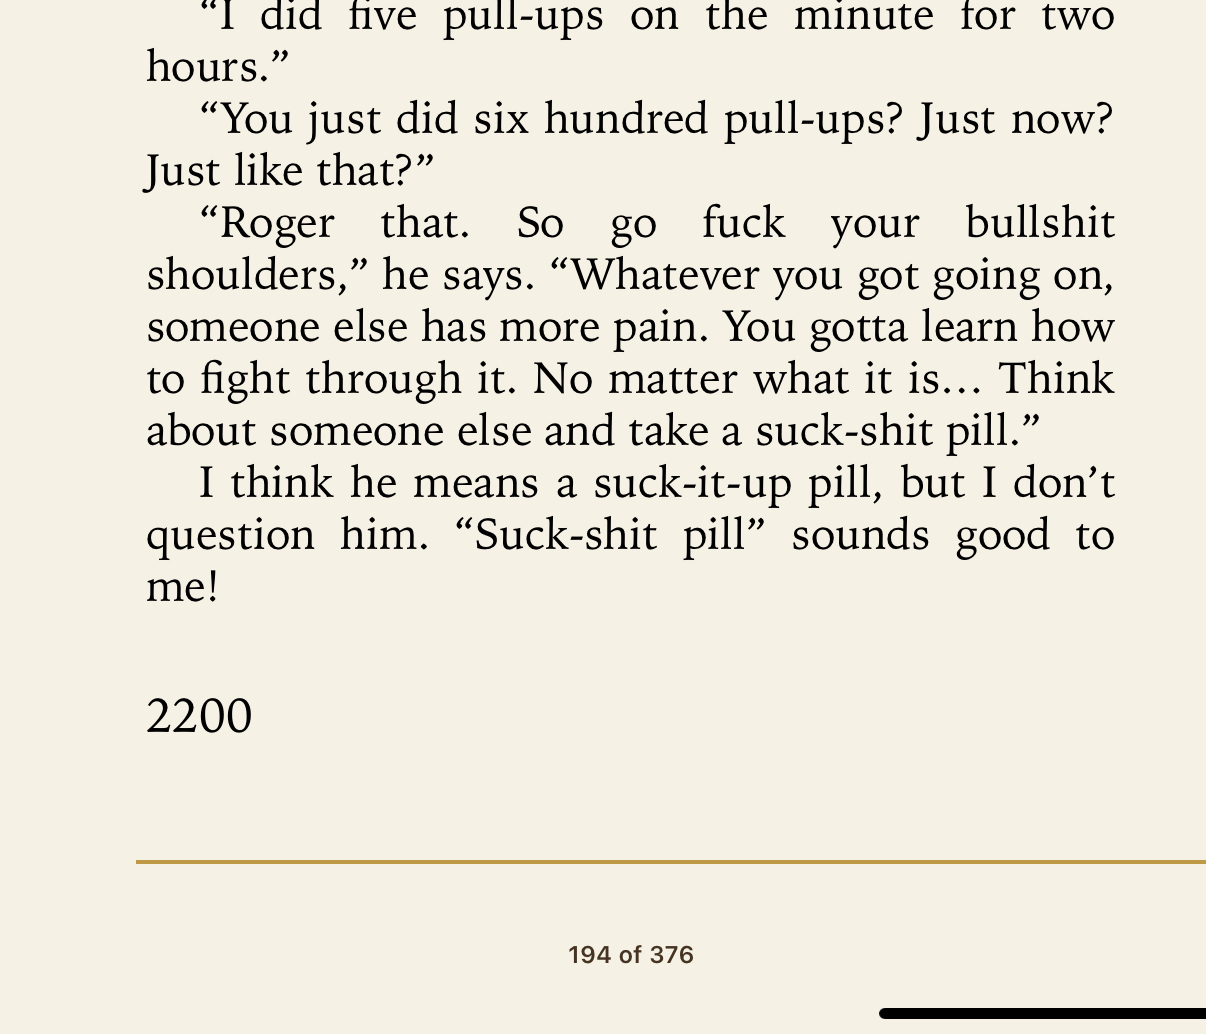 “I did five pull-ups on the minute for two
hours.”
“You just did six hundred pull-ups? Just now?
Just like that?”
“Roger that. So go fuck your bullshit
shoulders,” he says. “Whatever you got going on,
someone else has more pain. You gotta learn how
to fight through it. No matter what it is… Think
about someone else and take a suck-shit pill.”
I think he means a suck-it-up pill, but I don’t
question him. “Suck-shit pill” sounds good to
me!
2200
194 of 376